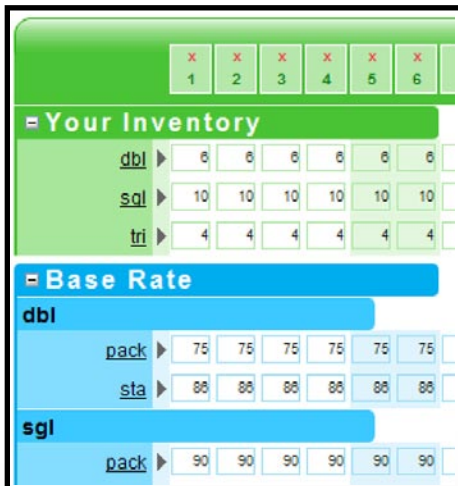 x x x x x x
1 2 3 4 5 6
Your Inventory
dbl 6 6 6 6 6 6
sgl 10 10 10 10 10 10
tri 4 4 4 4 4 4
Base Rate
dbl
pack 75 75 75 75 75 75
sta 86 86 86 86 86 86
sgl
pack 90 90 90 90 90 90